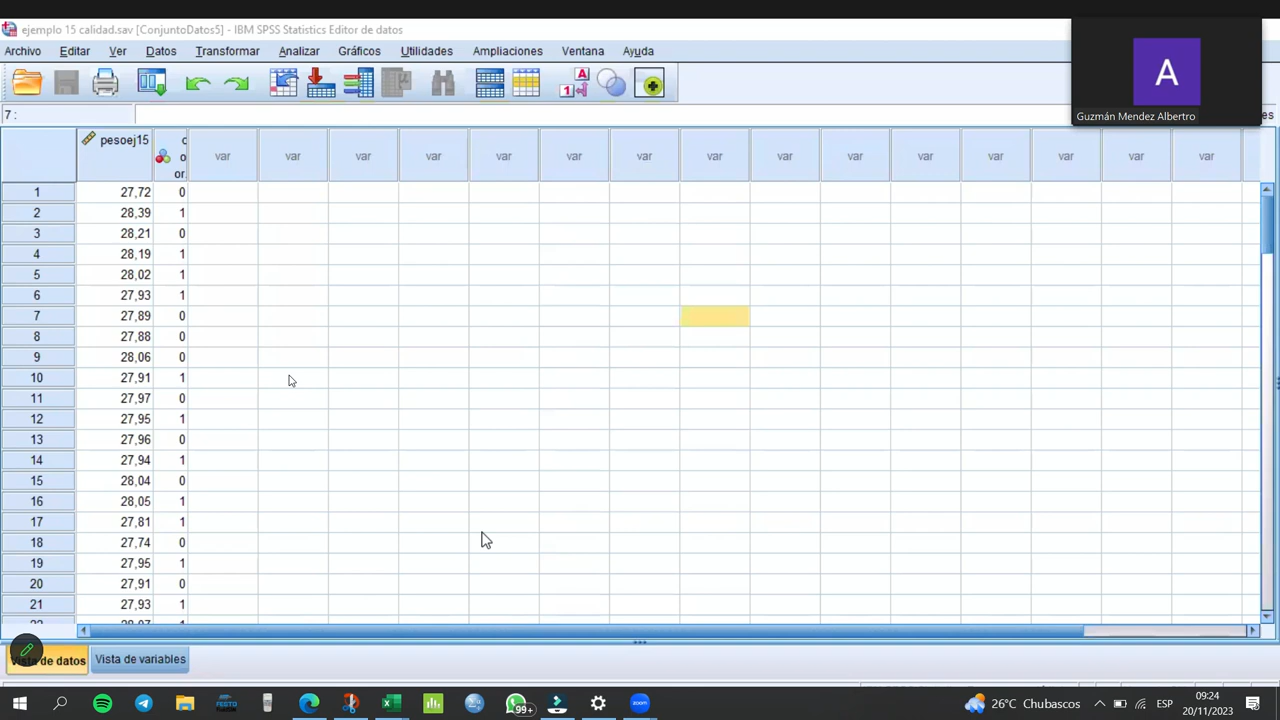 ejemplo 15 calidad.sav [ConjuntoDatos5] - IBM SPSS Statistics Editor de datos
Archivo Editar Ver Datos Transformar Analizar Gráficos Utilidades Ampliaciones Ventana Ayuda
A
Guzmán Mendez Albertro
7 :
es
pesoej15 c o or. var var var var var var var var var var var var var var var
1 27,72 0
2 28,39 1
3 28,21 0
4 28,19 1
5 28,02 1
6 27,93 1
7 27,89 0
8 27,88 0
9 28,06 0
10 27,91 1
11 27,97 0
12 27,95 1
13 27,96 0
14 27,94 1
15 28,04 0
16 28,05 1
17 27,81 1
18 27,74 0
19 27,95 1
20 27,91 0
21 27,93 1
Vista de datos Vista de variables
FESTO
99+
zoom
26°C Chubascos
ESP
09:24
20/11/2023